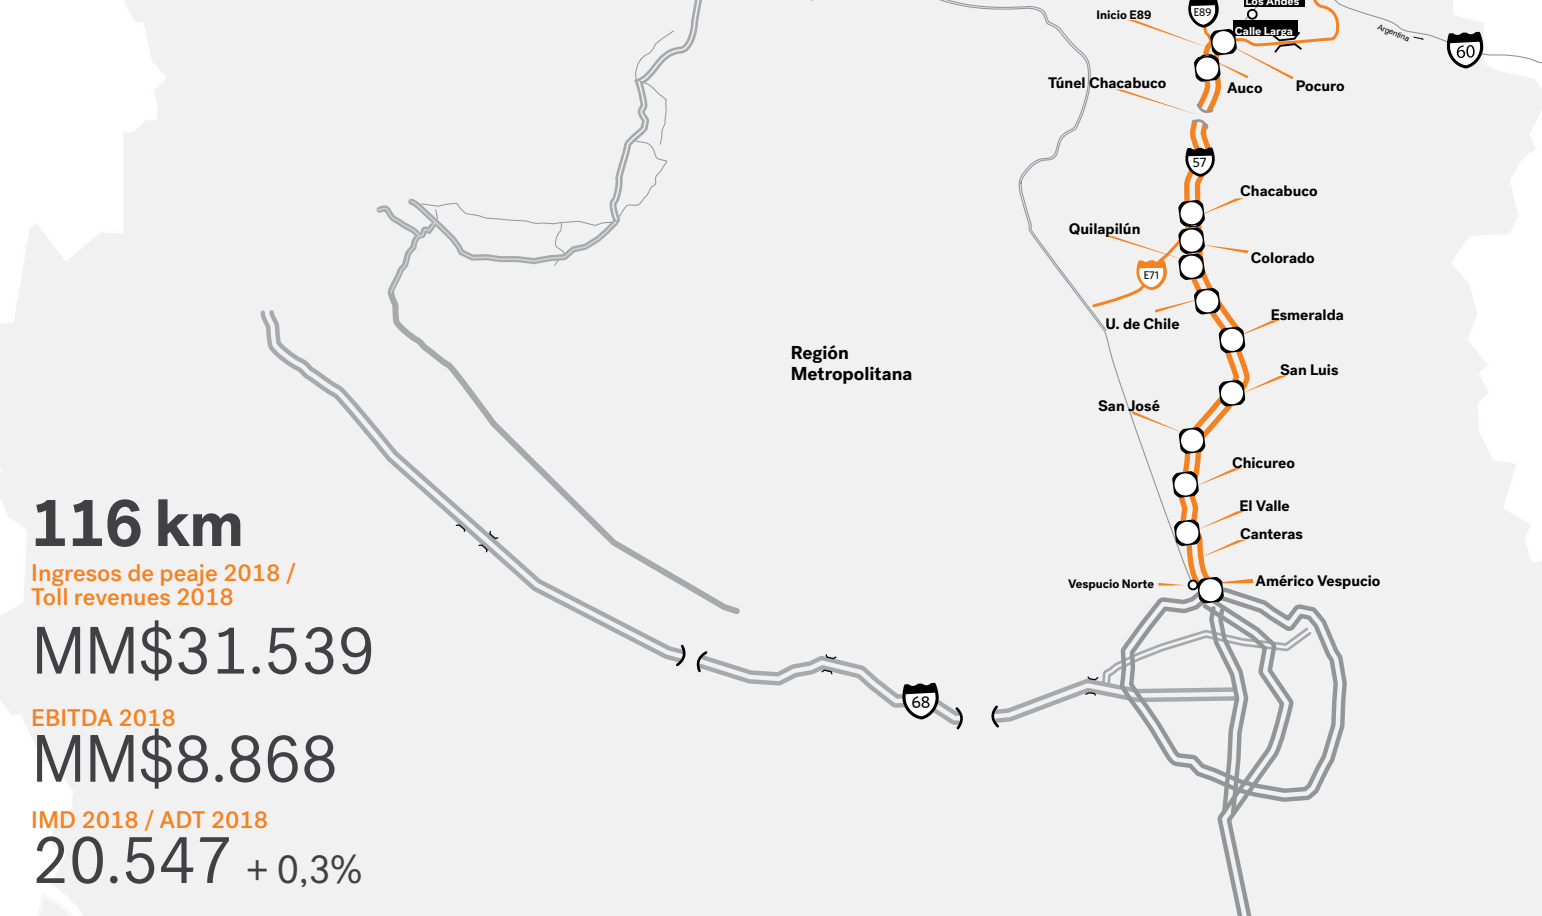 Los Andes
E89
Inicio E89
Calle Larga
Argentina
60
Túnel Chacabuco
Auco
Pocuro
57
Chacabuco
Quilapilún
Colorado
E71
Esmeralda
U. de Chile
Región
Metropolitana
San Luis
San José
Chicureo
El Valle
Canteras
Vespucio Norte
Américo Vespucio
68
116 km
Ingresos de peaje 2018 /
Toll revenues 2018
MM$31.539
EBITDA 2018
MM$8.868
IMD 2018 / ADT 2018
20.547 + 0,3%